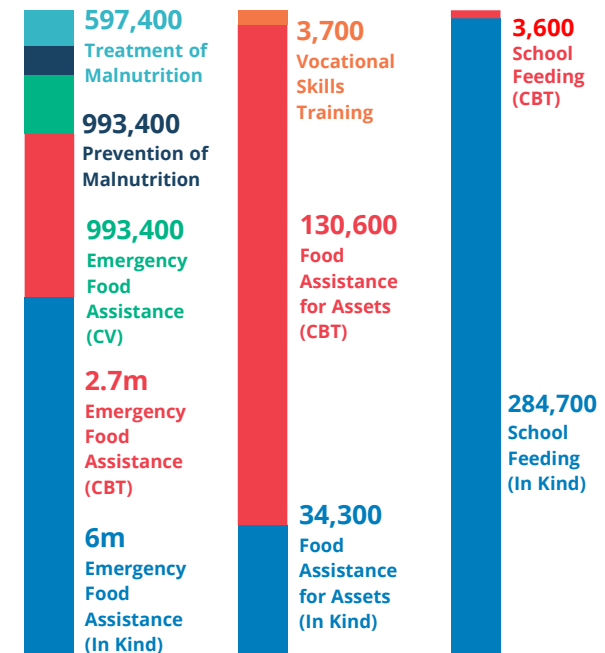 597,400
Treatment of
Malnutrition
993,400
Prevention of
Malnutrition
993,400
Emergency
Food
Assistance
(CV)
2.7m
Emergency
Food
Assistance
(CBT)
6m
Emergency
Food
Assistance
(In Kind)
3,700
Vocational
Skills
Training
130,600
Food
Assistance
for Assets
(CBT)
34,300
Food
Assistance
for Assets
(In Kind)
3,600
School
Feeding
(CBT)
284,700
School
Feeding
(In Kind)